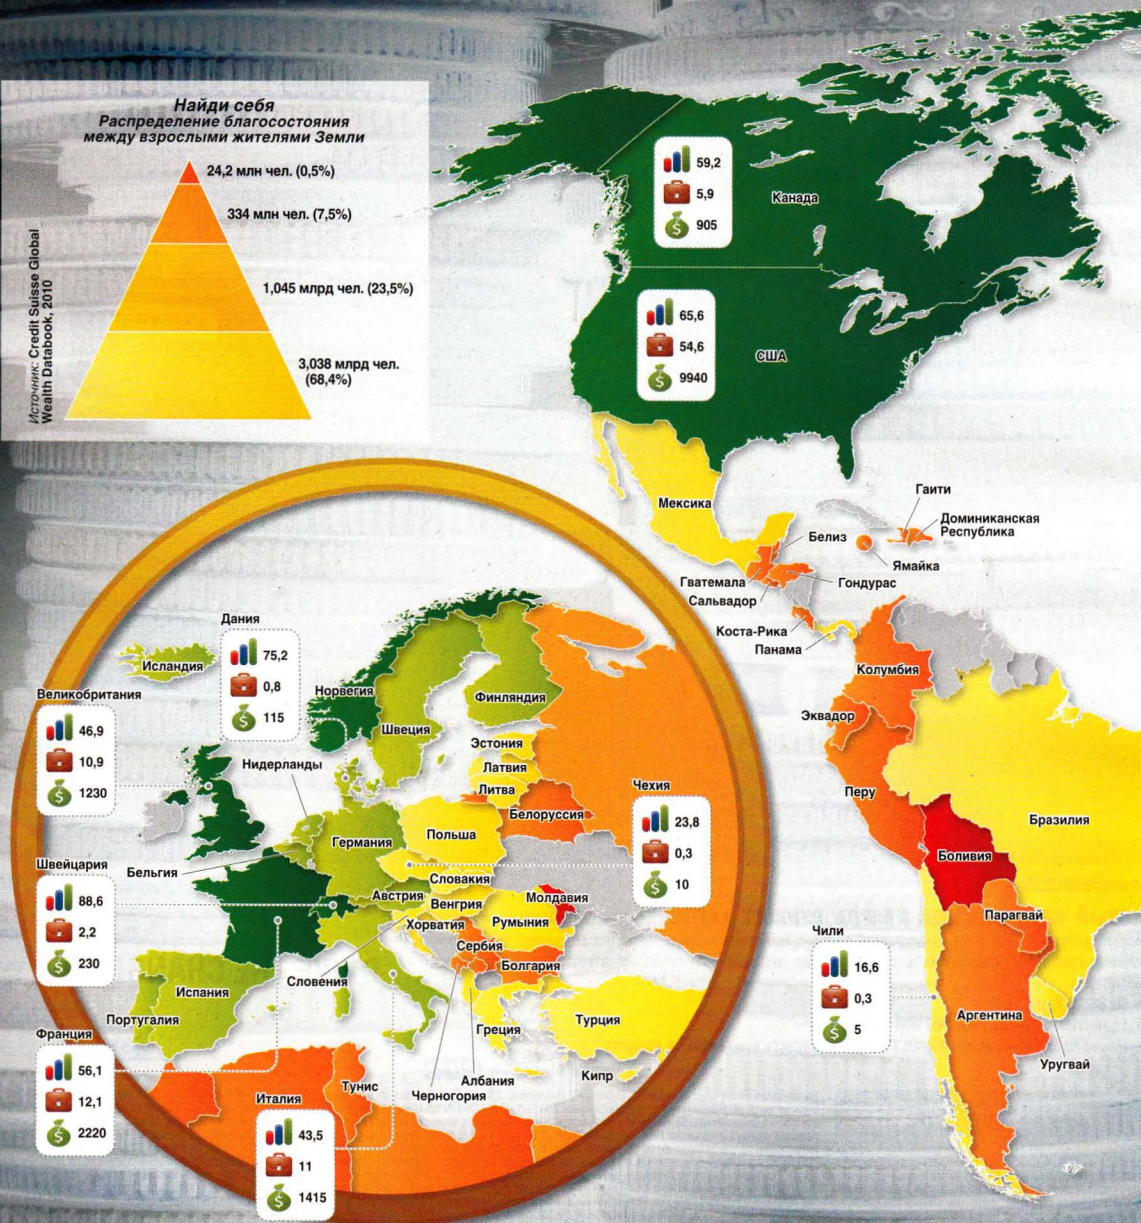 Найди себя
Распределение благосостояния
между взрослыми жителями Земли
24,2 млн чел. (0,5%)
334 млн чел. (7,5%)
1,045 млрд чел. (23,5%)
3,038 млрд чел.
(68,4%)
Источник: Credit Suisse Global
Wealth Databook, 2010
59,2
5,9
905
Канада
65,6
54,6
9940
США
Мексика
Гаити
Доминиканская
Республика
Белиз
Ямайка
Гватемала
Гондурас
Сальвадор
Коста-Рика
Панама
Колумбия
Эквадор
Перу
Бразилия
Боливия
Парагвай
Чили
16,6
0,3
5
Аргентина
Уругвай
Дания
75,2
0,8
115
Исландия
Великобритания
46,9
10,9
1230
Норвегия
Финляндия
Швеция
Эстония
Латвия
Литва
Нидерланды
Белоруссия
Чехия
23,8
0,3
10
Германия
Польша
Швейцария
88,6
2,2
230
Бельгия
Словакия
Австрия
Венгрия
Молдавия
Румыния
Хорватия
Сербия
Болгария
Словения
Испания
Португалия
Греция
Турция
Франция
56,1
12,1
2220
Албания
Кипр
Черногория
Тунис
Италия
43,5
11
1415